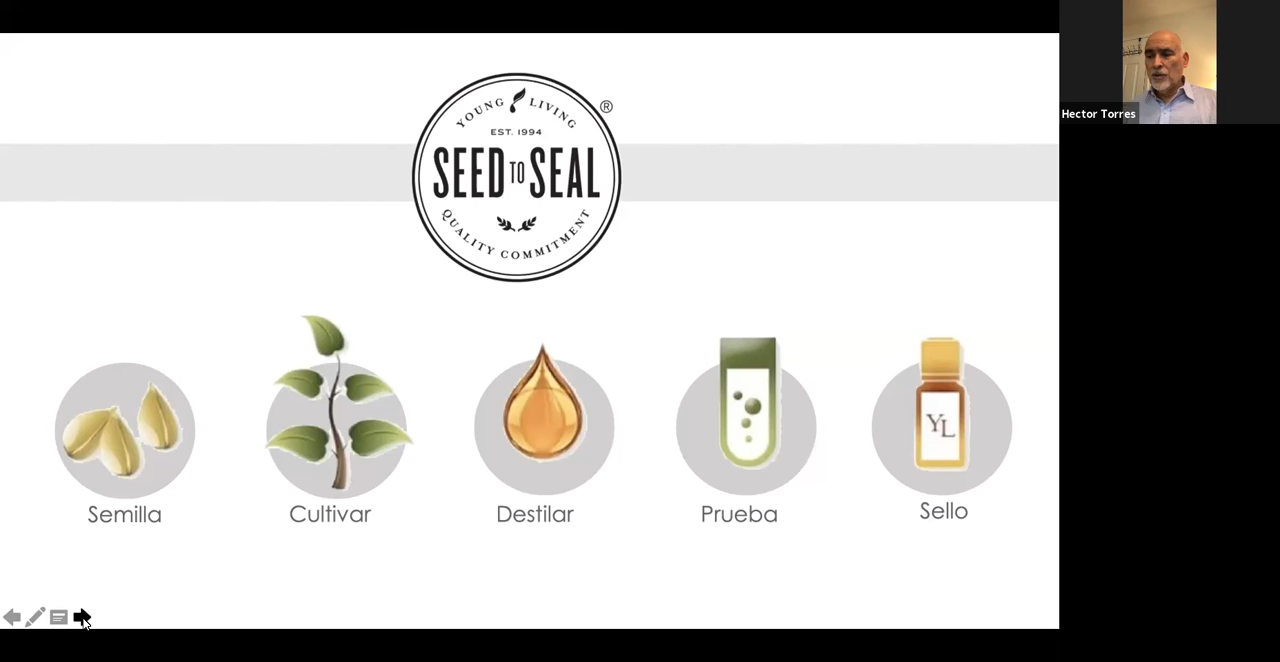 YOUNG LIVING
®
EST. 1994
SEED TO SEAL
QUALITY COMMITMENT
YL
Semilla
Cultivar
Destilar
Prueba
Sello
Hector Torres